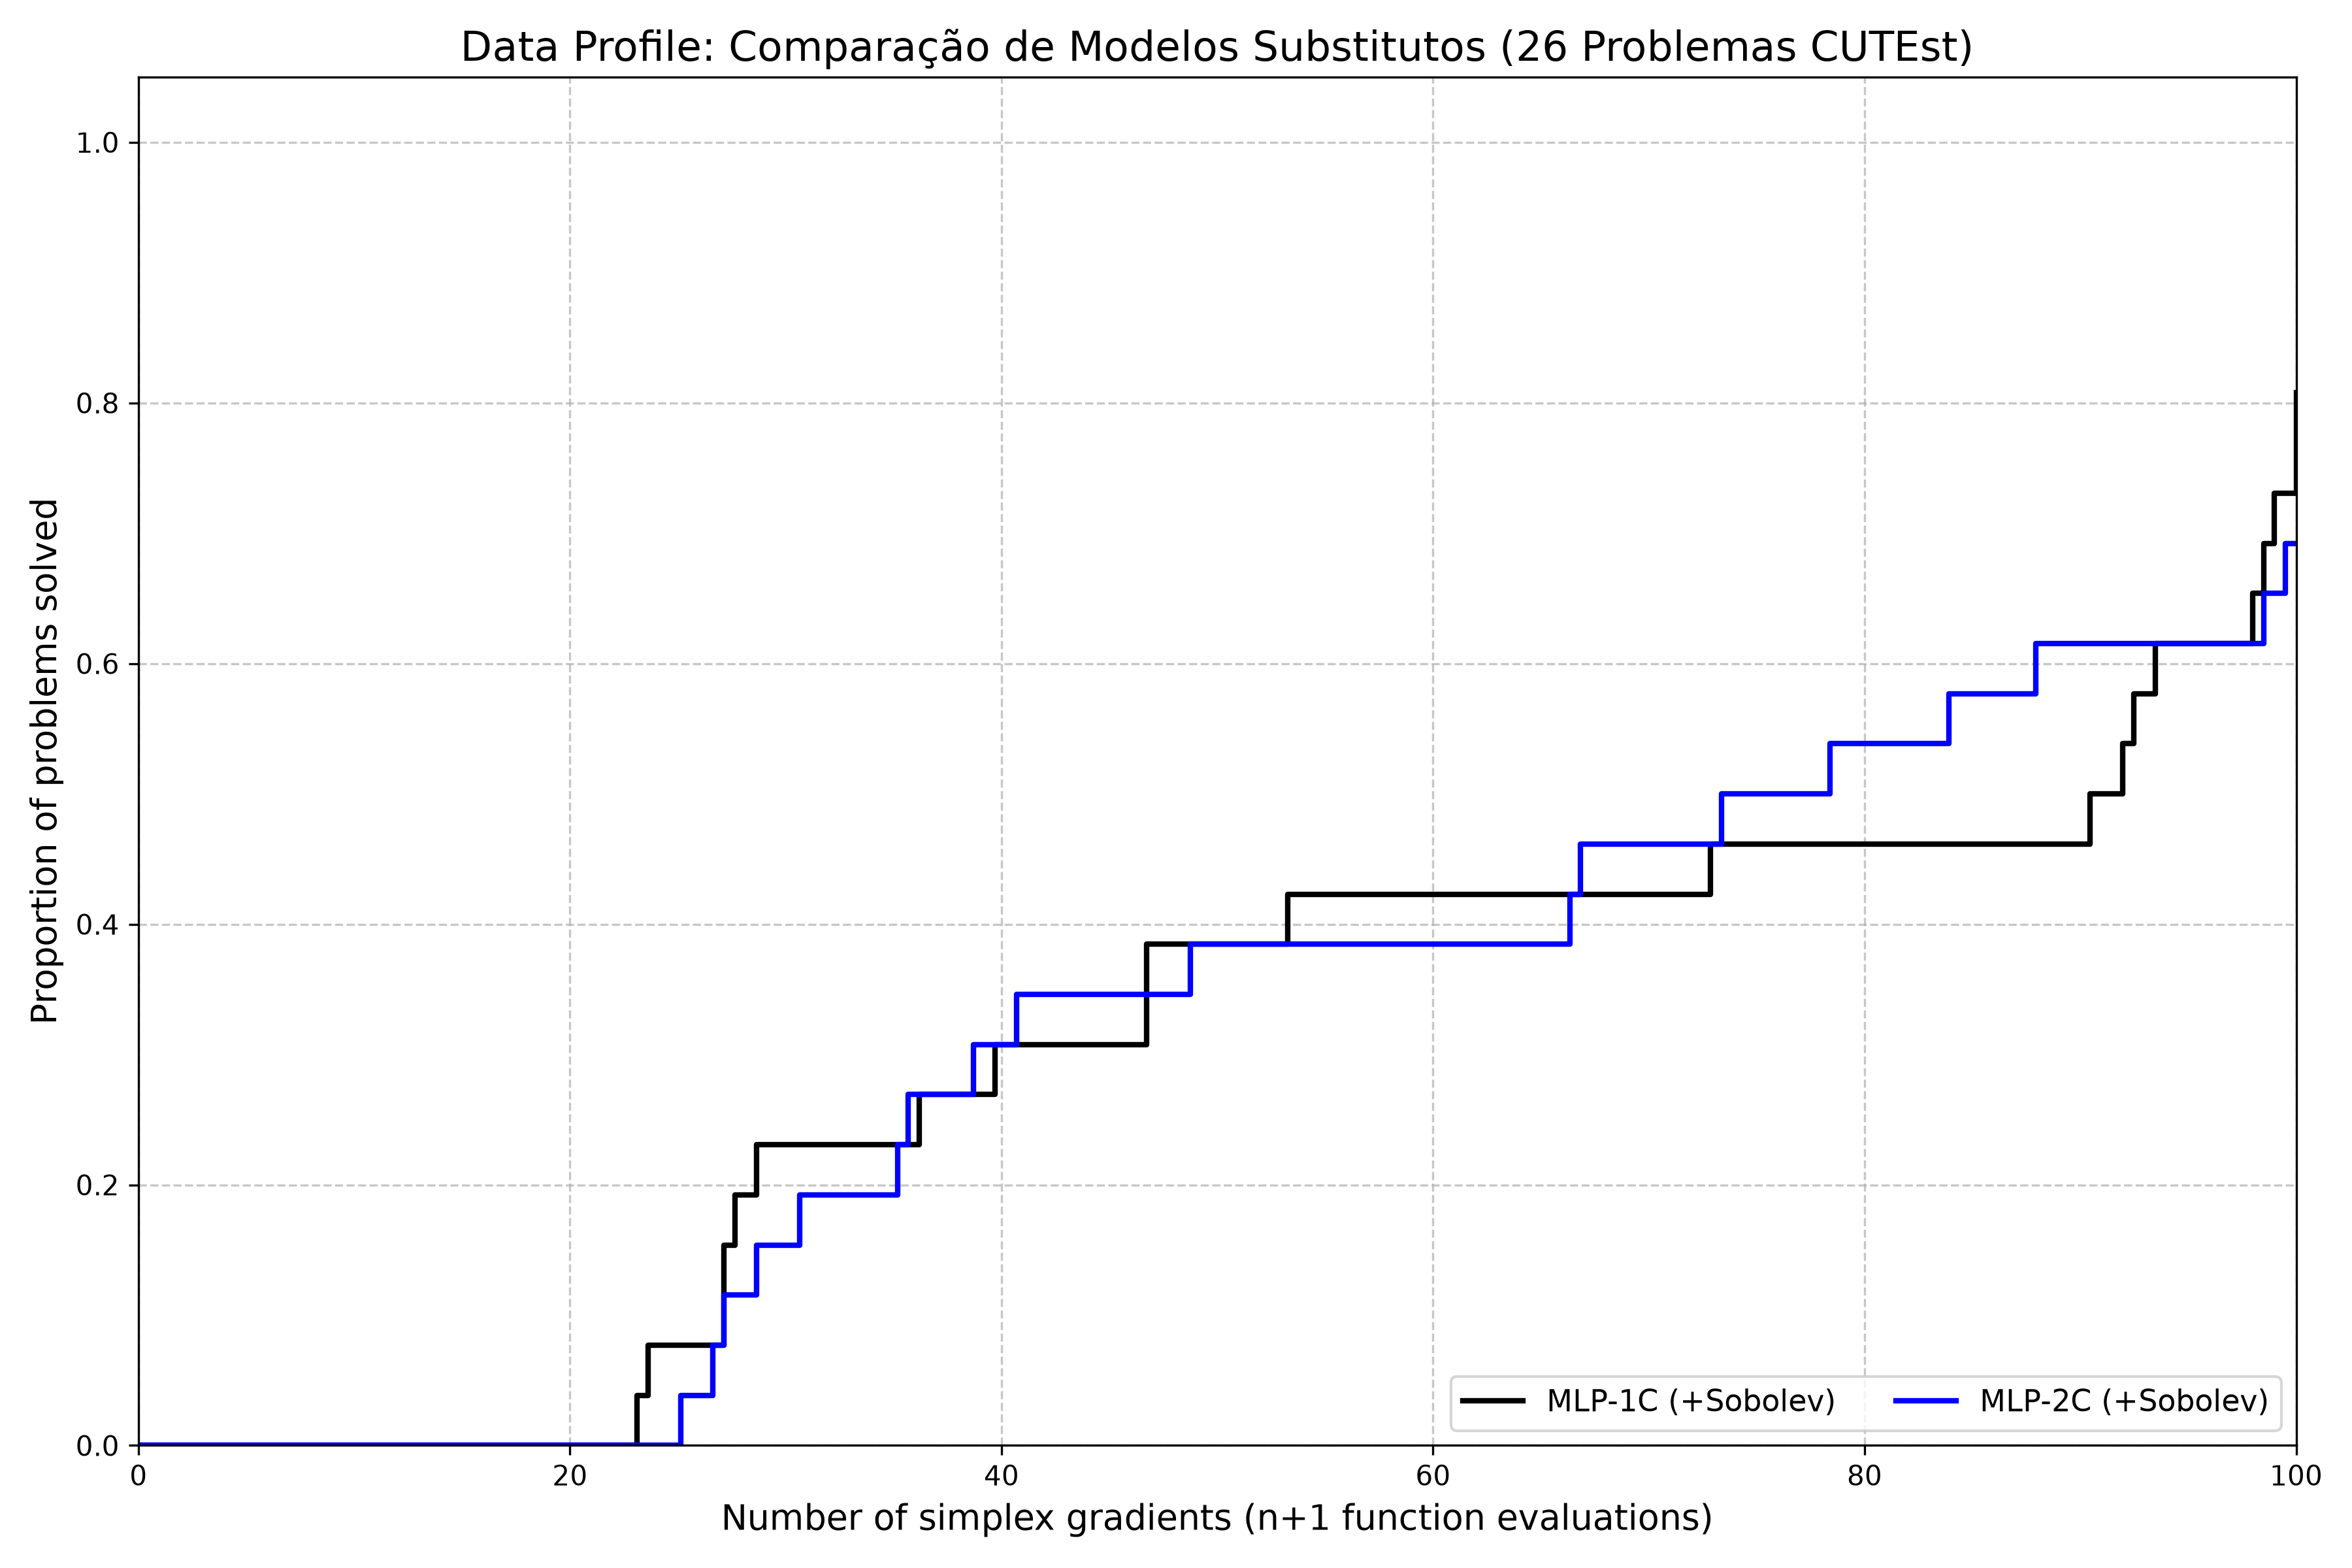 Data Profile: Comparação de Modelos Substitutos (26 Problemas CUTEst)
Proportion of problems solved
1.0
0.8
0.6
0.4
0.2
0.0
0 20 40 60 80 100
Number of simplex gradients (n+1 function evaluations)
MLP-1C (+Sobolev) MLP-2C (+Sobolev)